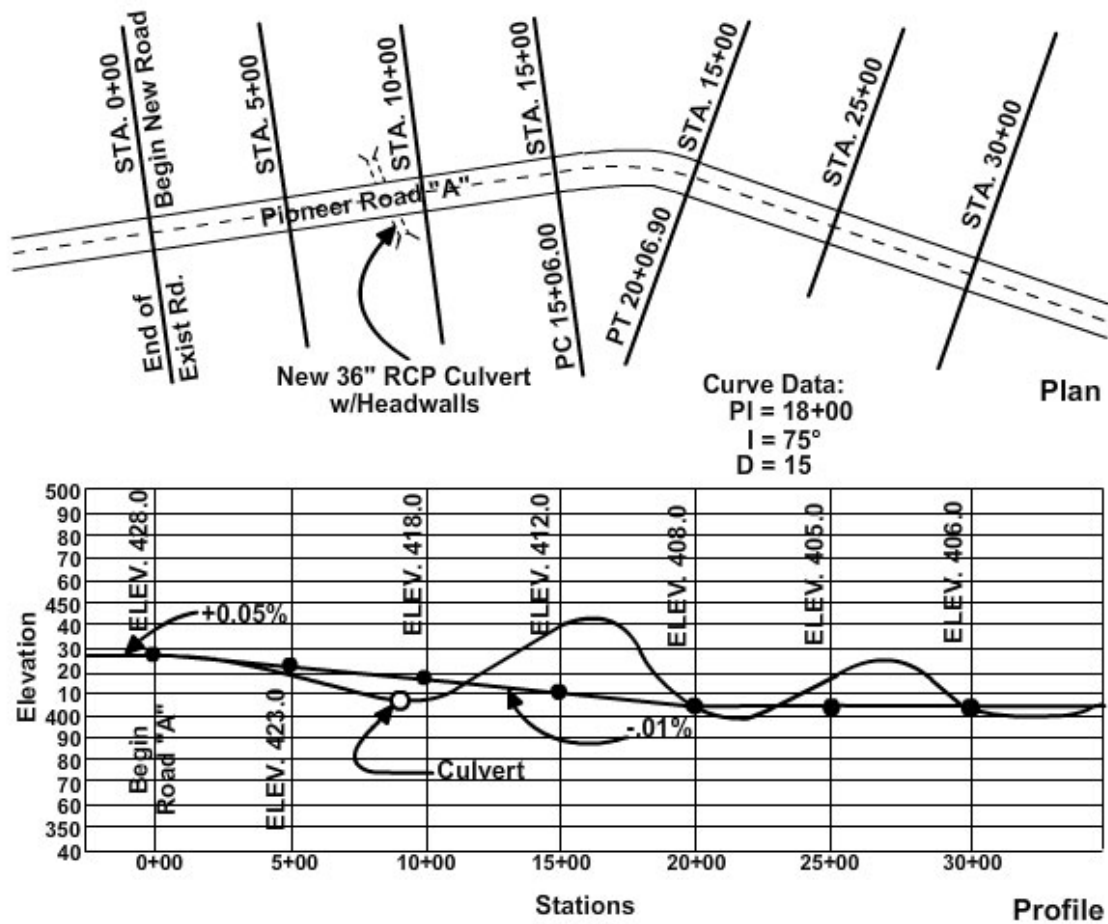 STA. 0+00
Begin New Road
STA. 5+00
STA. 10+00
STA. 15+00
STA. 15+00
STA. 25+00
STA. 30+00
Pioneer Road "A"
End of
Exist Rd.
PC 15+06.00
PT 20+06.90
New 36" RCP Culvert
w/Headwalls
Curve Data:
PI = 18+00
I = 75°
D = 15
Plan
500
90
80
70
60
450
40
30
20
10
400
90
80
70
60
350
40
Elevation
ELEV. 428.0
+0.05%
ELEV. 418.0
ELEV. 412.0
ELEV. 408.0
ELEV. 405.0
ELEV. 406.0
Begin
Road "A"
ELEV. 423.0
Culvert
-.01%
0+00 5+00 10+00 15+00 20+00 25+00 30+00
Stations
Profile